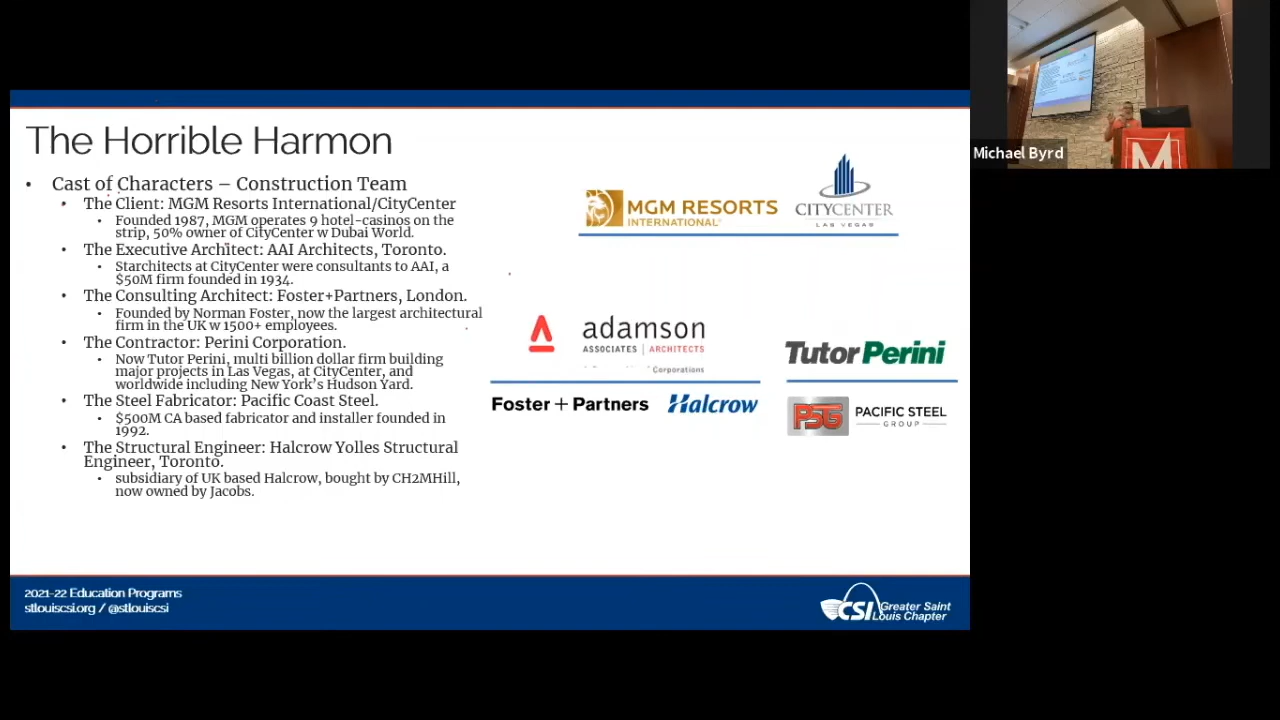 The Horrible Harmon
• Cast of Characters – Construction Team
• The Client: MGM Resorts International/CityCenter
• Founded 1987, MGM operates 9 hotel-casinos on the
strip, 50% owner of CityCenter w Dubai World.
• The Executive Architect: AAI Architects, Toronto.
• Starchitects at CityCenter were consultants to AAI, a
$50M firm founded in 1934.
• The Consulting Architect: Foster+Partners, London.
• Founded by Norman Foster, now the largest architectural
firm in the UK w 1500+ employees.
• The Contractor: Perini Corporation.
• Now Tutor Perini, multi billion dollar firm building
major projects in Las Vegas, at CityCenter, and
worldwide including New York's Hudson Yard.
• The Steel Fabricator: Pacific Coast Steel.
• $500M CA based fabricator and installer founded in
1992.
• The Structural Engineer: Halcrow Yolles Structural
Engineer, Toronto.
• subsidiary of UK based Halcrow, bought by CH2MHill,
now owned by Jacobs.
MGM RESORTS
INTERNATIONAL
CITYCENTER
LAS VEGAS
adamson
ASSOCIATES | ARCHITECTS
Corporations
Foster + Partners
Halcrow
TutorPerini
PSG
PACIFIC STEEL
GROUP
2021-22 Education Programs
stlouiscsi.org / @stlouiscsi
CSI Greater Saint
Louis Chapter
Michael Byrd
M